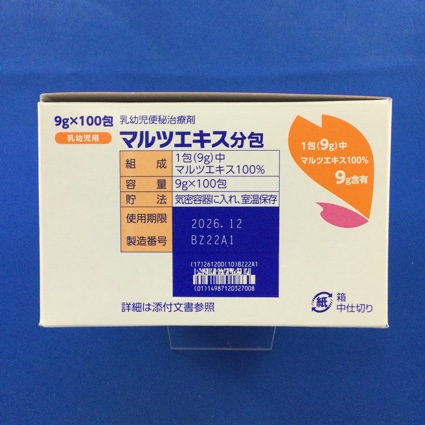 9g×100包 乳幼児便秘治療剤
乳幼児用
マルツエキス分包
組成 1包(9g)中
マルツエキス100%
容量 9g×100包
貯法 気密容器に入れ、室温保存
使用期限 2026.12
製造番号 BZ22A1
(17)261200(10)BZ22A1
(01)14987120327008
詳細は添付文書参照
1包(9g)中
マルツエキス100%
9g含有
紙 箱
中仕切り